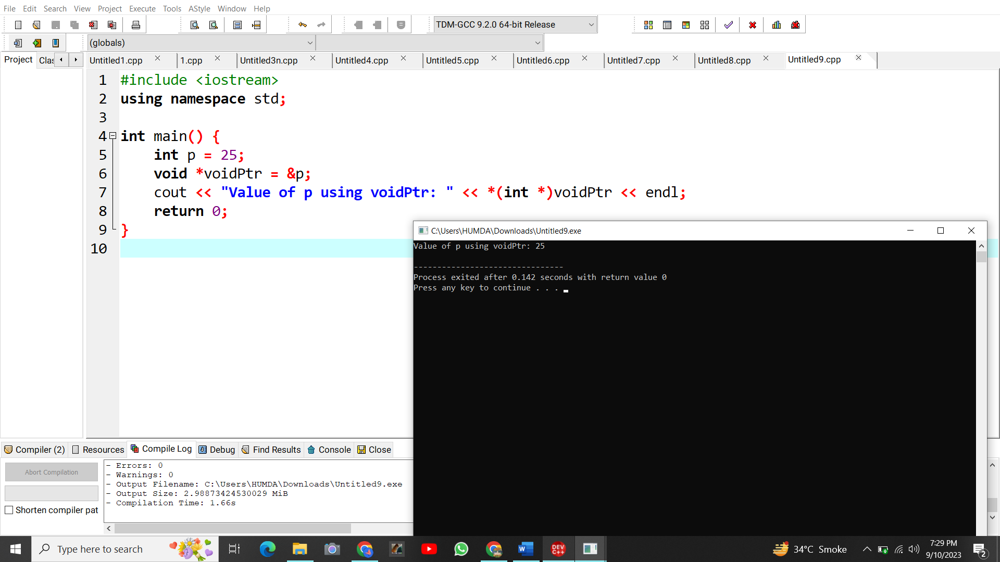 File Edit Search View Project Execute Tools AStyle Window Help
TDM-GCC 9.2.0 64-bit Release
(globals)
Project Clas Untitled1.cpp 1.cpp Untitled3n.cpp Untitled4.cpp Untitled5.cpp Untitled6.cpp Untitled7.cpp Untitled8.cpp Untitled9.cpp
1 #include <iostream>
2 using namespace std;
3
4 int main() {
5     int p = 25;
6     void *voidPtr = &p;
7     cout << "Value of p using voidPtr: " << *(int *)voidPtr << endl;
8     return 0;
9 }
10
C:\Users\HUMDA\Downloads\Untitled9.exe
Value of p using voidPtr: 25
--------------------------------
Process exited after 0.142 seconds with return value 0
Press any key to continue . . .
Compiler (2) Resources Compile Log Debug Find Results Console Close
Abort Compilation
Shorten compiler pat
- Errors: 0
- Warnings: 0
- Output Filename: C:\Users\HUMDA\Downloads\Untitled9.exe
- Output Size: 2.98873424530029 MiB
- Compilation Time: 1.66s
Type here to search
W
DEV
C++
34°C Smoke
7:29 PM
9/10/2023
2